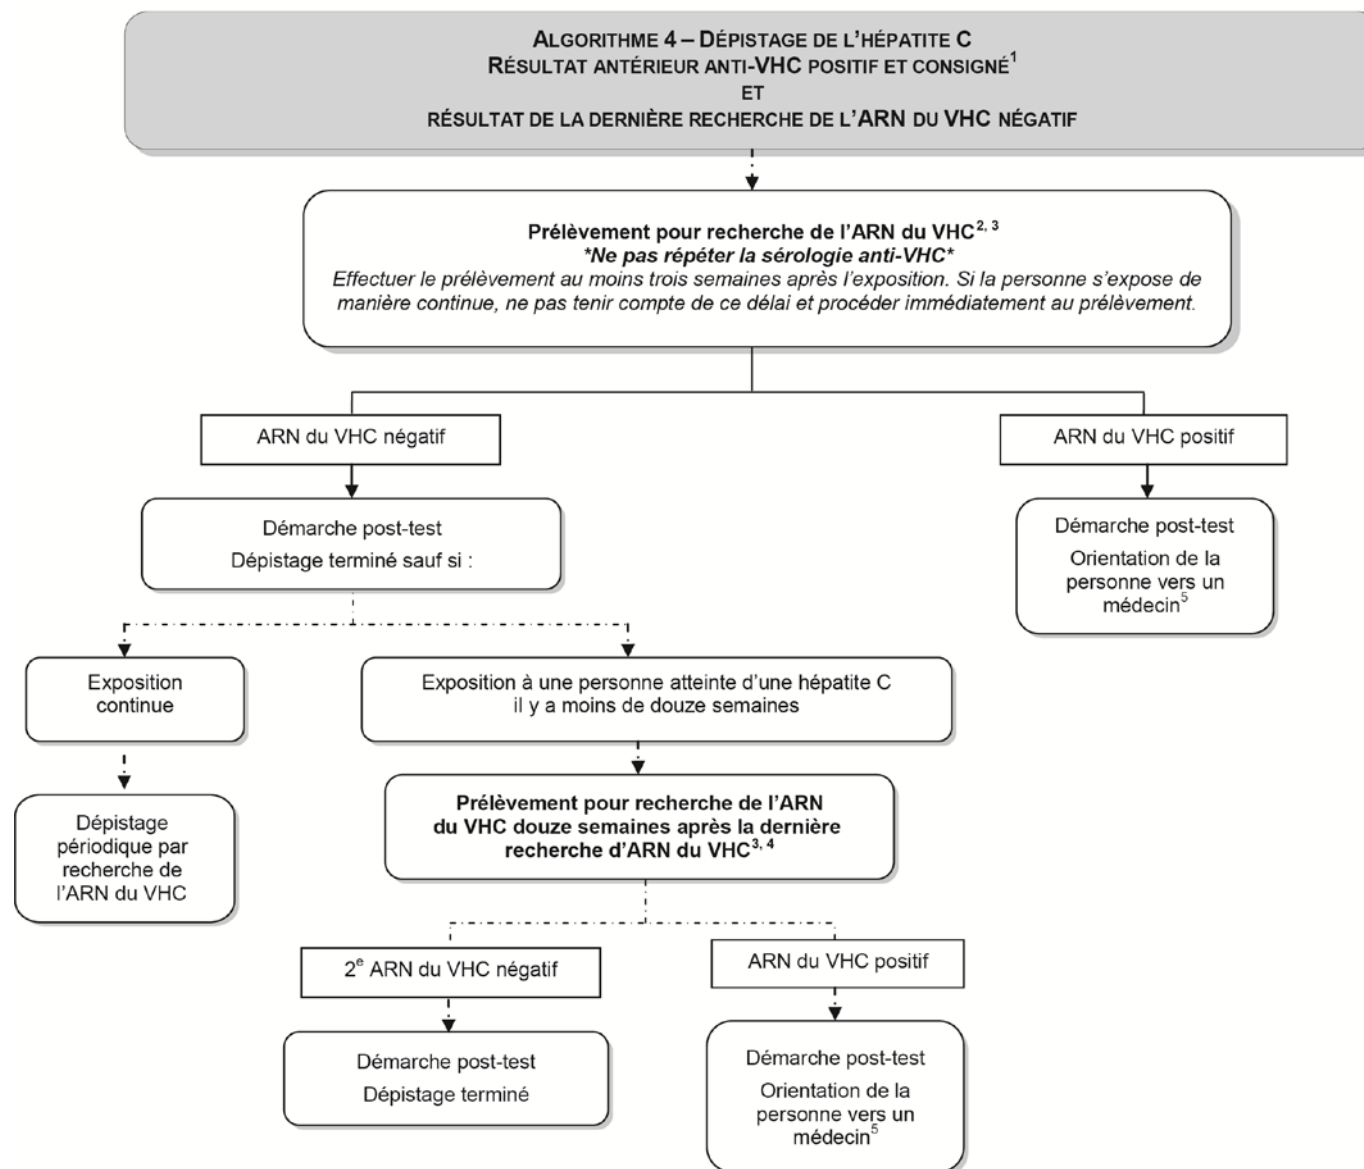 ALGORITHME 4 – DÉPISTAGE DE L'HÉPATITE C
RÉSULTAT ANTÉRIEUR ANTI-VHC POSITIF ET CONSIGNÉ1
ET
RÉSULTAT DE LA DERNIÈRE RECHERCHE DE L'ARN DU VHC NÉGATIF
Prélèvement pour recherche de l'ARN du VHC2, 3
*Ne pas répéter la sérologie anti-VHC*
Effectuer le prélèvement au moins trois semaines après l'exposition. Si la personne s'expose de
manière continue, ne pas tenir compte de ce délai et procéder immédiatement au prélèvement.
ARN du VHC négatif
ARN du VHC positif
Démarche post-test
Dépistage terminé sauf si :
Démarche post-test
Orientation de la
personne vers un
médecin5
Exposition
continue
Exposition à une personne atteinte d'une hépatite C
il y a moins de douze semaines
Dépistage
périodique par
recherche de
l'ARN du VHC
Prélèvement pour recherche de l'ARN
du VHC douze semaines après la dernière
recherche d'ARN du VHC3, 4
2e ARN du VHC négatif
ARN du VHC positif
Démarche post-test
Dépistage terminé
Démarche post-test
Orientation de la
personne vers un
médecin5